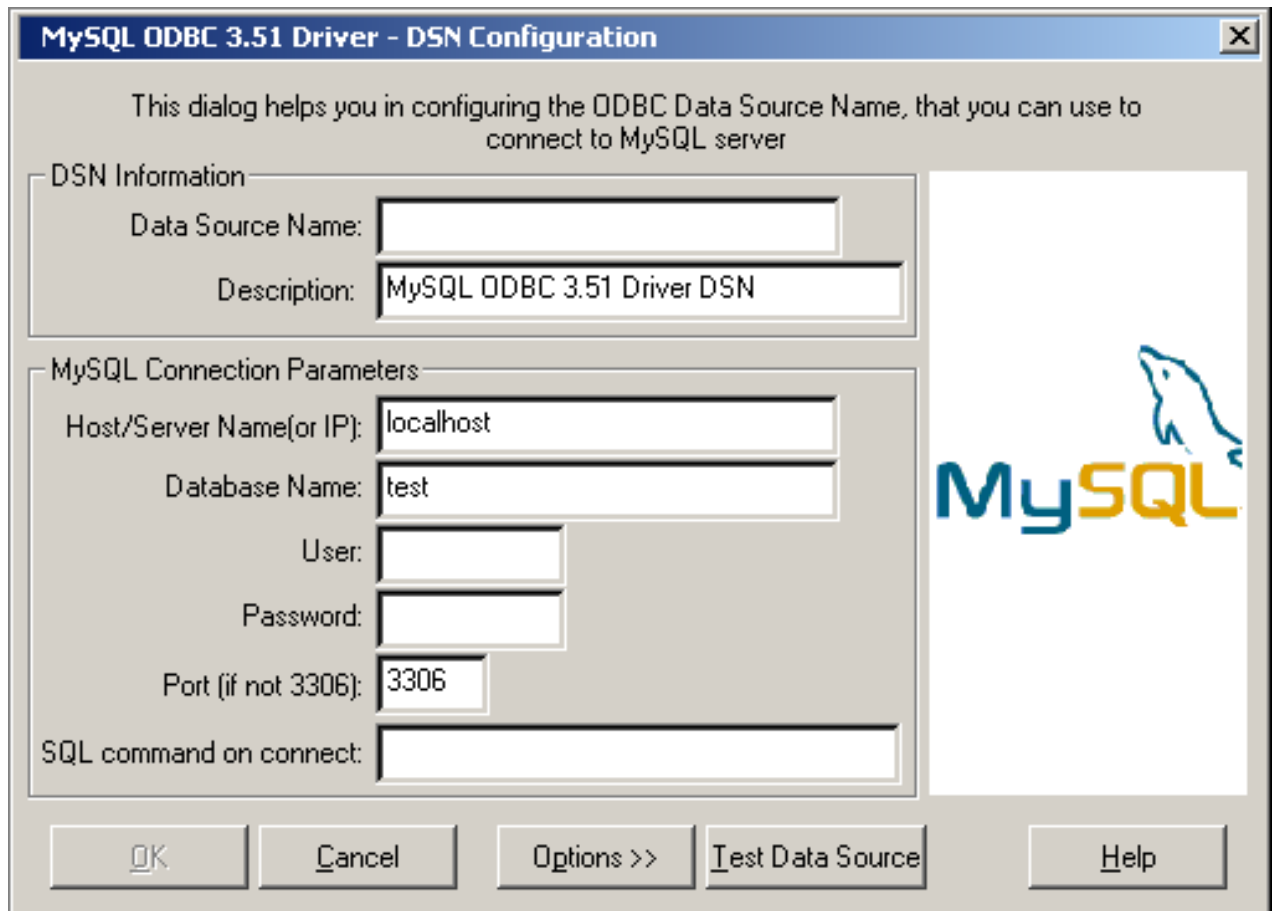 MySQL ODBC 3.51 Driver - DSN Configuration
This dialog helps you in configuring the ODBC Data Source Name, that you can use to
connect to MySQL server
DSN Information
Data Source Name:
Description: MySQL ODBC 3.51 Driver DSN
MySQL Connection Parameters
Host/Server Name(or IP): localhost
Database Name: test
User:
Password:
Port (if not 3306): 3306
SQL command on connect:
MySQL
OK Cancel Options >> Test Data Source Help